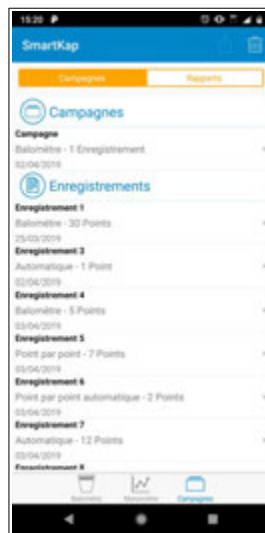 15:20
SmartKap
Campagnes
Rapports
Campagnes
Campagne
Balomètre - 1 Enregistrement
02/04/2019
Enregistrements
Enregistrement 1
Balomètre - 30 Points
25/03/2019
Enregistrement 3
Automatique - 1 Point
02/04/2019
Enregistrement 4
Balomètre - 5 Points
03/04/2019
Enregistrement 5
Point par point - 7 Points
03/04/2019
Enregistrement 6
Point par point automatique - 2 Points
03/04/2019
Enregistrement 7
Automatique - 12 Points
03/04/2019
Enregistrement 8
Balomètre
Manomètre
Campagnes